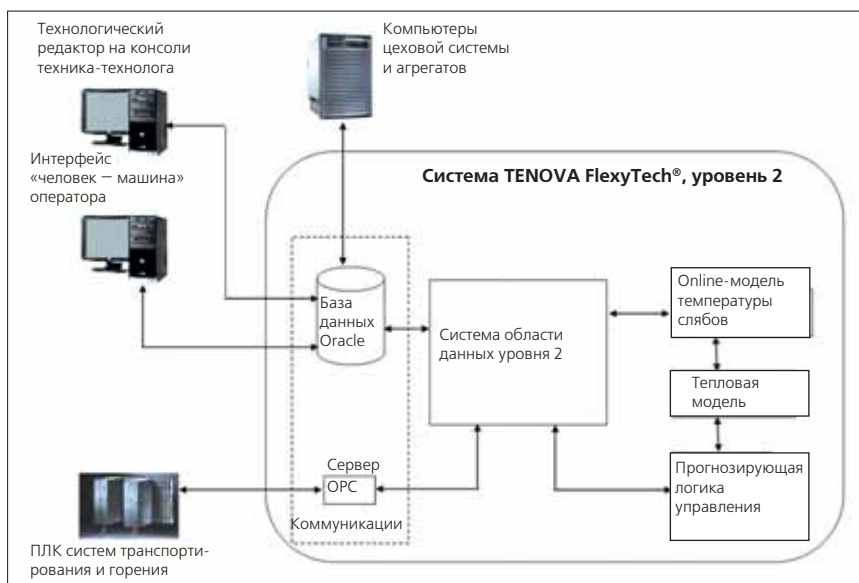 Технологический
редактор на консоли
техника-технолога
Компьютеры
цеховой системы
и агрегатов
Интерфейс
«человек — машина»
оператора
Система TENOVA FlexyTech®, уровень 2
База
данных
Oracle
Система области
данных уровня 2
Online-модель
температуры
слябов
Тепловая
модель
Прогнозирующая
логика
управления
Сервер
OPC
Коммуникации
ПЛК систем транспорти-
рования и горения